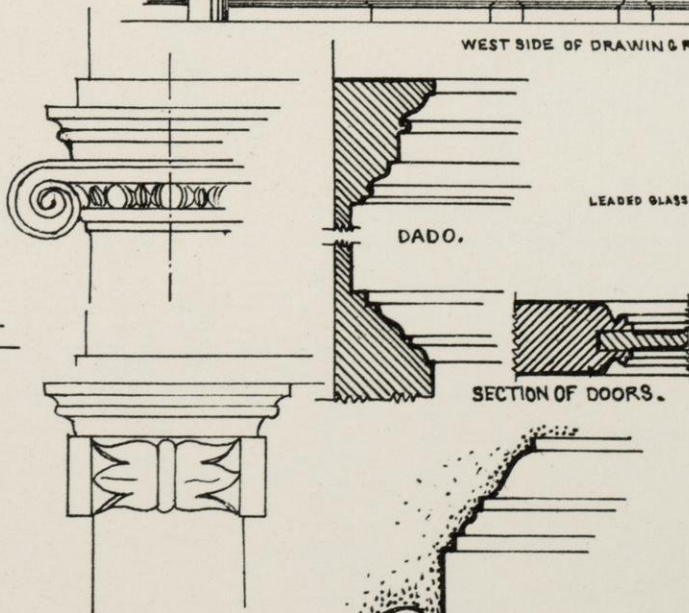 WEST SIDE OF DRAWING
LEADED GLASS
DADO.
SECTION OF DOORS.